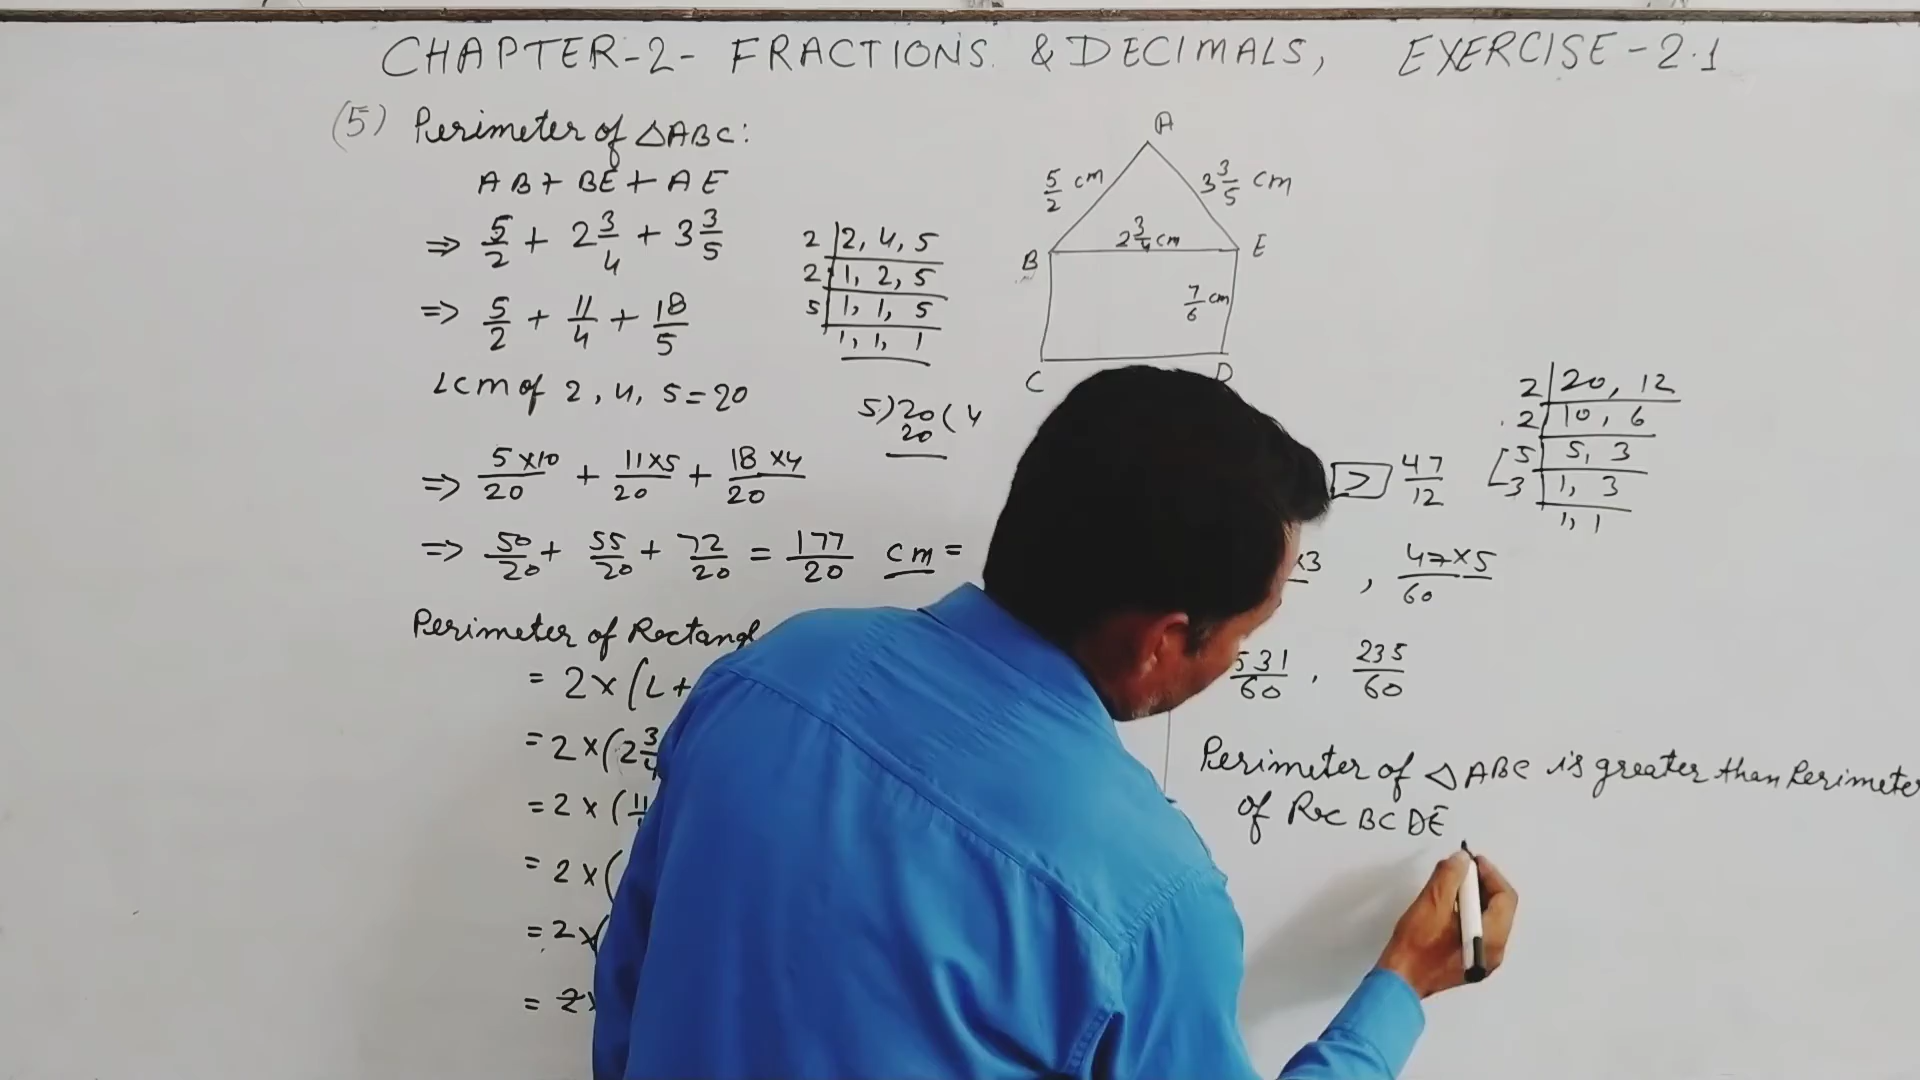 CHAPTER-2- FRACTIONS & DECIMALS, EXERCISE-2.1
(5) Perimeter of △ABC:
AB + BE + AE
⇒ 5/2 + 2 3/4 + 3 3/5
⇒ 5/2 + 11/4 + 18/5
LCM of 2, 4, 5 = 20
⇒ 5×10/20 + 11×5/20 + 18×4/20
⇒ 50/20 + 55/20 + 72/20 = 177/20 cm =
Perimeter of Rectangl
= 2×(L+
= 2×(2 3/4
= 2×(11
= 2×(
= 2×(
= 2×
2 | 2, 4, 5
2 | 1, 2, 5
5 | 1, 1, 5
1, 1, 1
5) 20 ( 4
20
A
5/2 cm
3 3/5 cm
2 3/4 cm
B
E
7/6 cm
C
D
2 | 20, 12
2 | 10, 6
5 | 5, 3
3 | 1, 3
1, 1
> 47/12
×3 , 47×5/60
531/60 , 235/60
Perimeter of △ABC is greater than Perimeter
of Rec BCDE